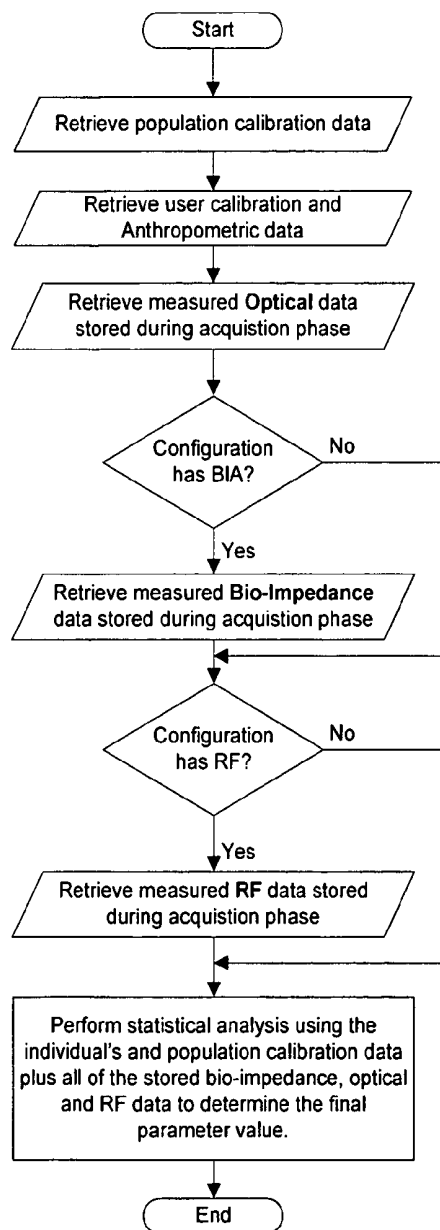 Start
Retrieve population calibration data
Retrieve user calibration and
Anthropometric data
Retrieve measured Optical data
stored during acquistion phase
Configuration
has BIA?
No
Yes
Retrieve measured Bio-Impedance
data stored during acquistion phase
Configuration
has RF?
No
Yes
Retrieve measured RF data stored
during acquistion phase
Perform statistical analysis using the
individual's and population calibration data
plus all of the stored bio-impedance, optical
and RF data to determine the final
parameter value.
End